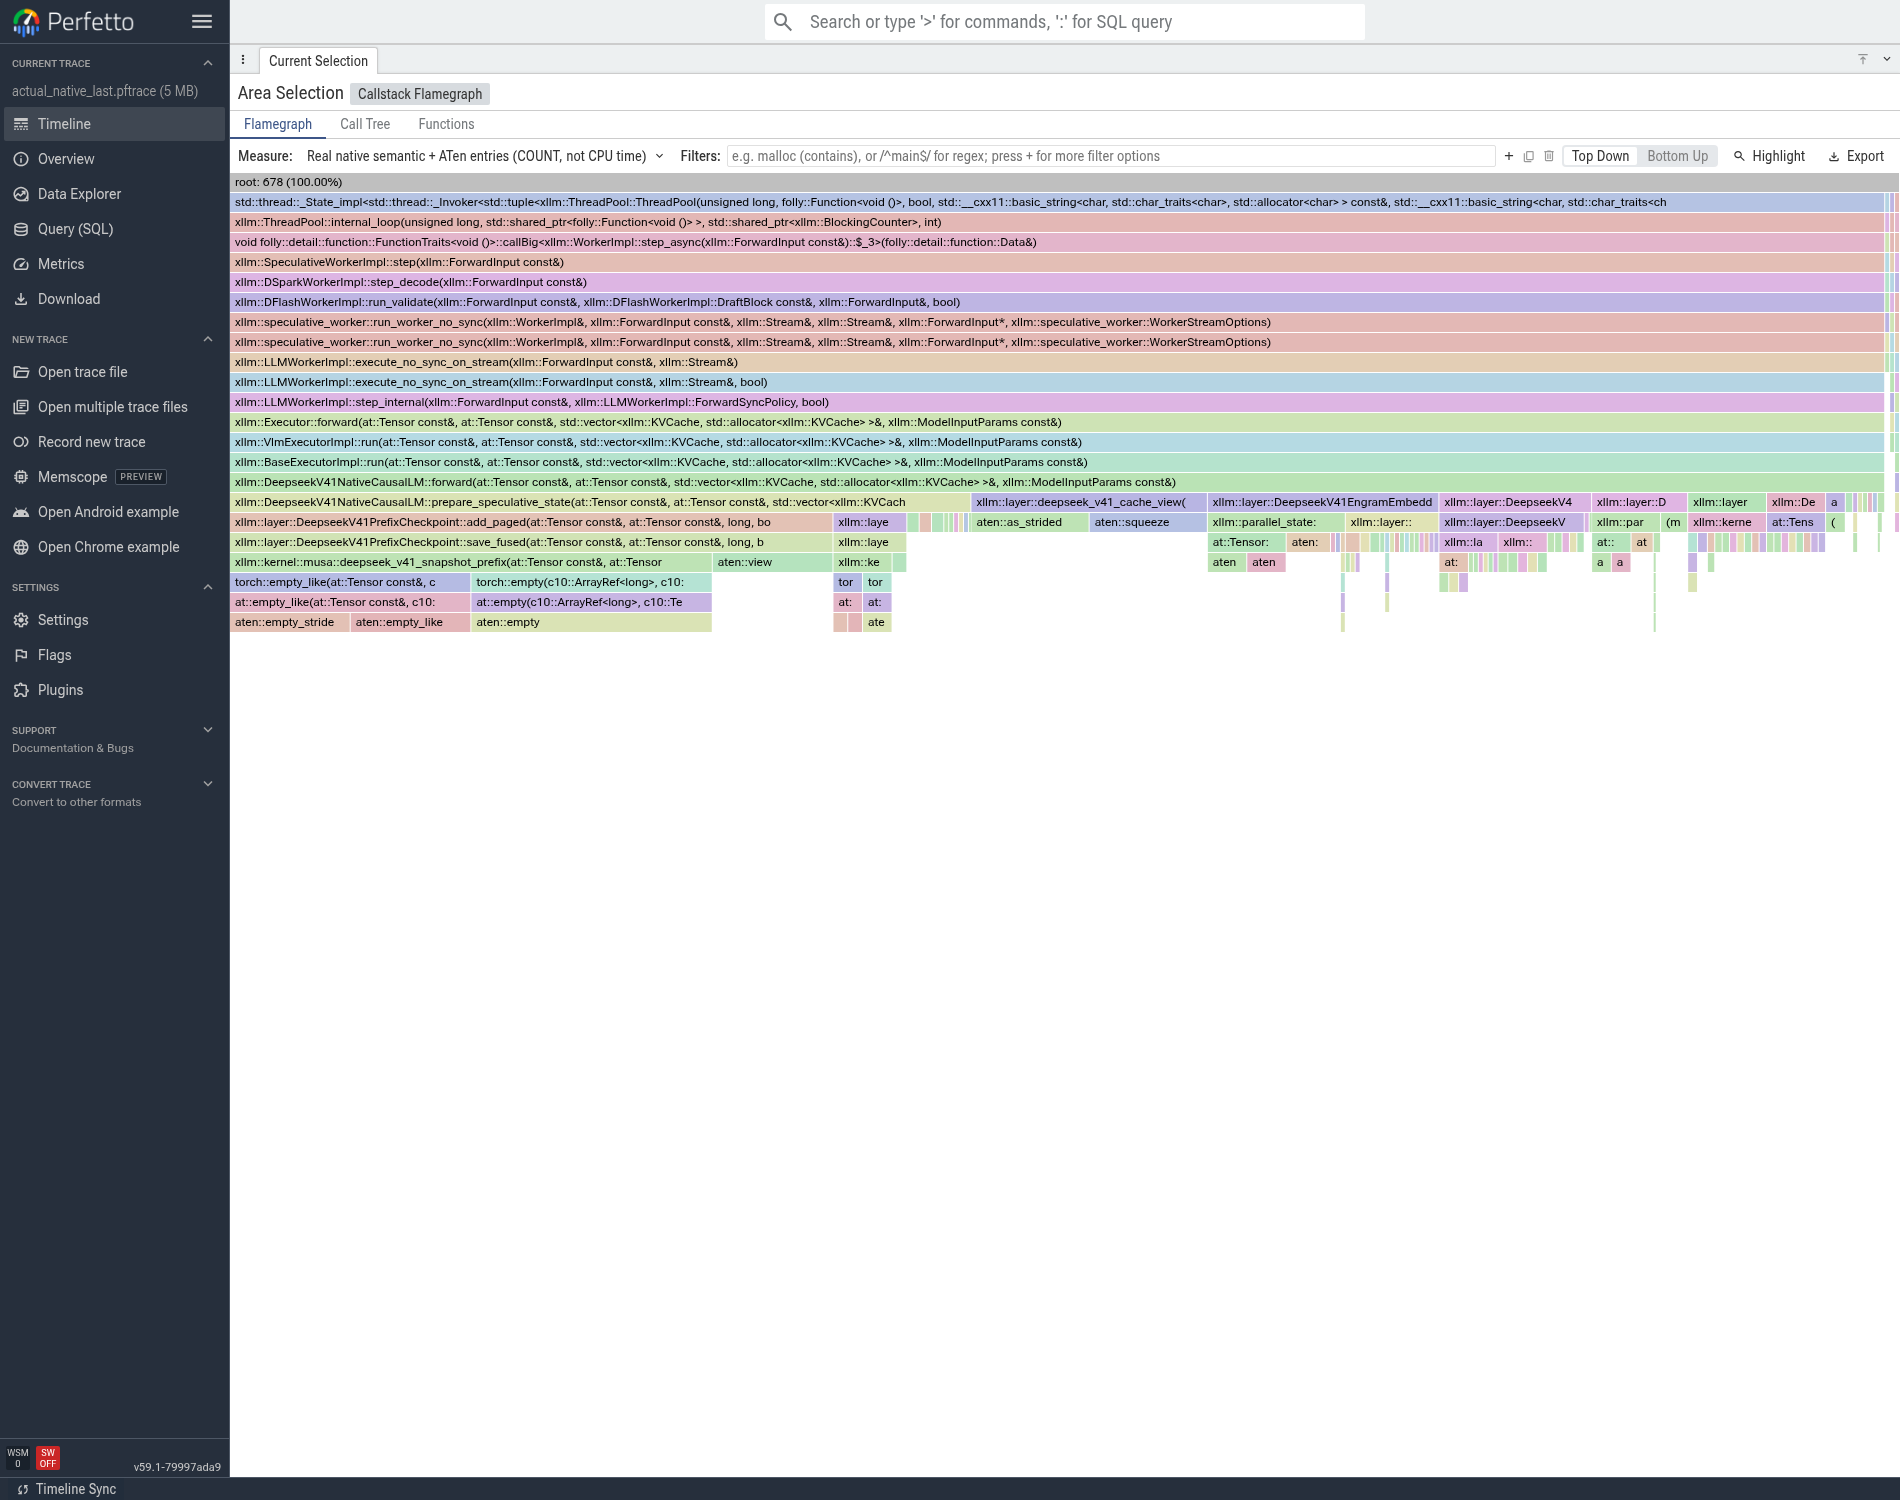 Perfetto
Search or type '>' for commands, ':' for SQL query
CURRENT TRACE
actual_native_last.pftrace (5 MB)
Timeline
Overview
Data Explorer
Query (SQL)
Metrics
Download
NEW TRACE
Open trace file
Open multiple trace files
Record new trace
Memscope PREVIEW
Open Android example
Open Chrome example
SETTINGS
Settings
Flags
Plugins
SUPPORT
Documentation & Bugs
CONVERT TRACE
Convert to other formats
WSM 0
SW OFF
v59.1-79997ada9
Timeline Sync
Current Selection
Area Selection Callstack Flamegraph
Flamegraph Call Tree Functions
Measure: Real native semantic + ATen entries (COUNT, not CPU time) Filters: e.g. malloc (contains), or /^main$/ for regex; press + for more filter options + Top Down Bottom Up Highlight Export
root: 678 (100.00%)
std::thread::_State_impl<std::thread::_Invoker<std::tuple<xllm::ThreadPool::ThreadPool(unsigned long, folly::Function<void ()>, bool, std::__cxx11::basic_string<char, std::char_traits<char>, std::allocator<char> > const&, std::__cxx11::basic_string<char, std::char_traits<ch
xllm::ThreadPool::internal_loop(unsigned long, std::shared_ptr<folly::Function<void ()> >, std::shared_ptr<xllm::BlockingCounter>, int)
void folly::detail::function::FunctionTraits<void ()>::callBig<xllm::WorkerImpl::step_async(xllm::ForwardInput const&)::$_3>(folly::detail::function::Data&)
xllm::SpeculativeWorkerImpl::step(xllm::ForwardInput const&)
xllm::DSparkWorkerImpl::step_decode(xllm::ForwardInput const&)
xllm::DFlashWorkerImpl::run_validate(xllm::ForwardInput const&, xllm::DFlashWorkerImpl::DraftBlock const&, xllm::ForwardInput&, bool)
xllm::speculative_worker::run_worker_no_sync(xllm::WorkerImpl&, xllm::ForwardInput const&, xllm::Stream&, xllm::Stream&, xllm::ForwardInput*, xllm::speculative_worker::WorkerStreamOptions)
xllm::speculative_worker::run_worker_no_sync(xllm::WorkerImpl&, xllm::ForwardInput const&, xllm::Stream&, xllm::Stream&, xllm::ForwardInput*, xllm::speculative_worker::WorkerStreamOptions)
xllm::LLMWorkerImpl::execute_no_sync_on_stream(xllm::ForwardInput const&, xllm::Stream&)
xllm::LLMWorkerImpl::execute_no_sync_on_stream(xllm::ForwardInput const&, xllm::Stream&, bool)
xllm::LLMWorkerImpl::step_internal(xllm::ForwardInput const&, xllm::LLMWorkerImpl::ForwardSyncPolicy, bool)
xllm::Executor::forward(at::Tensor const&, at::Tensor const&, std::vector<xllm::KVCache, std::allocator<xllm::KVCache> >&, xllm::ModelInputParams const&)
xllm::VlmExecutorImpl::run(at::Tensor const&, at::Tensor const&, std::vector<xllm::KVCache, std::allocator<xllm::KVCache> >&, xllm::ModelInputParams const&)
xllm::BaseExecutorImpl::run(at::Tensor const&, at::Tensor const&, std::vector<xllm::KVCache, std::allocator<xllm::KVCache> >&, xllm::ModelInputParams const&)
xllm::DeepseekV41NativeCausalLM::forward(at::Tensor const&, at::Tensor const&, std::vector<xllm::KVCache, std::allocator<xllm::KVCache> >&, xllm::ModelInputParams const&)
xllm::DeepseekV41NativeCausalLM::prepare_speculative_state(at::Tensor const&, at::Tensor const&, std::vector<xllm::KVCach xllm::layer::deepseek_v41_cache_view( xllm::layer::DeepseekV41EngramEmbedd xllm::layer::DeepseekV4 xllm::layer::D xllm::layer xllm::De a
xllm::layer::DeepseekV41PrefixCheckpoint::add_paged(at::Tensor const&, at::Tensor const&, long, bo xllm::laye aten::as_strided aten::squeeze xllm::parallel_state: xllm::layer:: xllm::layer::DeepseekV xllm::par (m xllm::kerne at::Tens (
xllm::layer::DeepseekV41PrefixCheckpoint::save_fused(at::Tensor const&, at::Tensor const&, long, b xllm::laye at::Tensor: aten: xllm::la xllm:: at:: at
xllm::kernel::musa::deepseek_v41_snapshot_prefix(at::Tensor const&, at::Tensor aten::view xllm::ke aten aten at: a a
torch::empty_like(at::Tensor const&, c torch::empty(c10::ArrayRef<long>, c10: tor tor
at::empty_like(at::Tensor const&, c10: at::empty(c10::ArrayRef<long>, c10::Te at: at:
aten::empty_stride aten::empty_like aten::empty ate